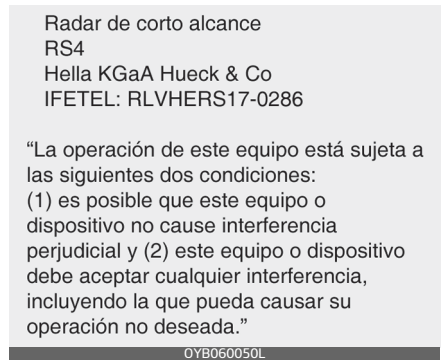 Radar de corto alcance
RS4
Hella KGaA Hueck & Co
IFETEL: RLVHERS17-0286
“La operación de este equipo está sujeta a
las siguientes dos condiciones:
(1) es posible que este equipo o
dispositivo no cause interferencia
perjudicial y (2) este equipo o dispositivo
debe aceptar cualquier interferencia,
incluyendo la que pueda causar su
operación no deseada.”
OYB060050L